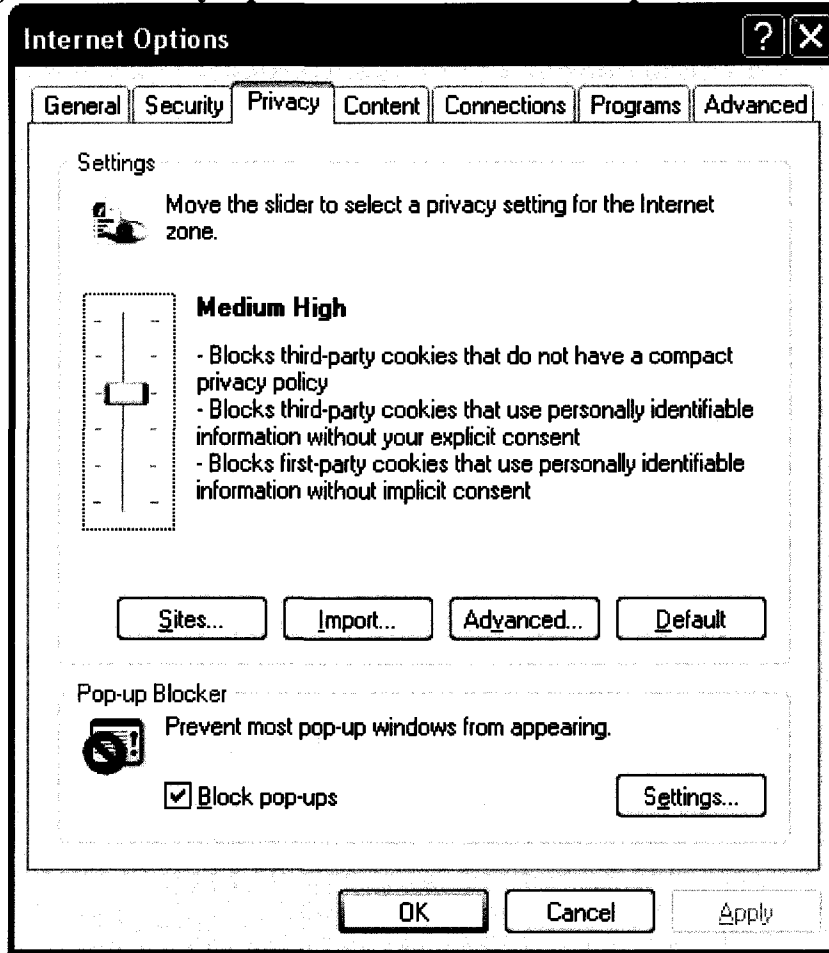 Internet Options
General Security Privacy Content Connections Programs Advanced
Settings
Move the slider to select a privacy setting for the Internet
zone.
Medium High
- Blocks third-party cookies that do not have a compact
privacy policy
- Blocks third-party cookies that use personally identifiable
information without your explicit consent
- Blocks first-party cookies that use personally identifiable
information without implicit consent
Sites... Import... Advanced... Default
Pop-up Blocker
Prevent most pop-up windows from appearing.
Block pop-ups Settings...
OK Cancel Apply